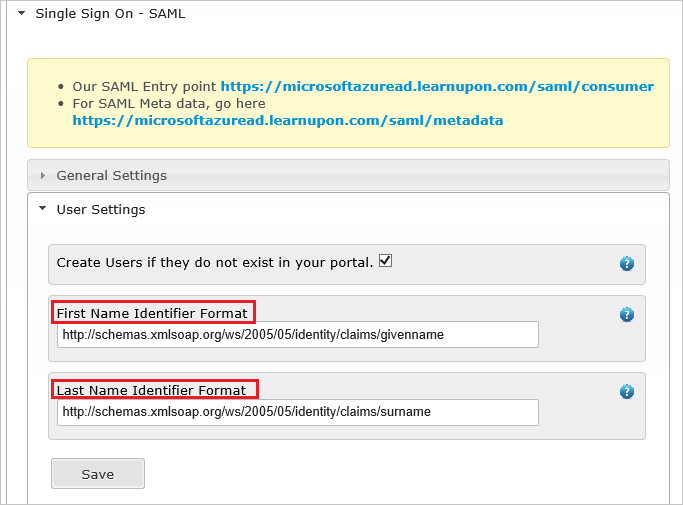 Single Sign On - SAML
Our SAML Entry point https://microsoftazuread.learnupon.com/saml/consumer
For SAML Meta data, go here
https://microsoftazuread.learnupon.com/saml/metadata
General Settings
User Settings
Create Users if they do not exist in your portal.
?
First Name Identifier Format
?
http://schemas.xmlsoap.org/ws/2005/05/identity/claims/givenname
Last Name Identifier Format
?
http://schemas.xmlsoap.org/ws/2005/05/identity/claims/surname
Save